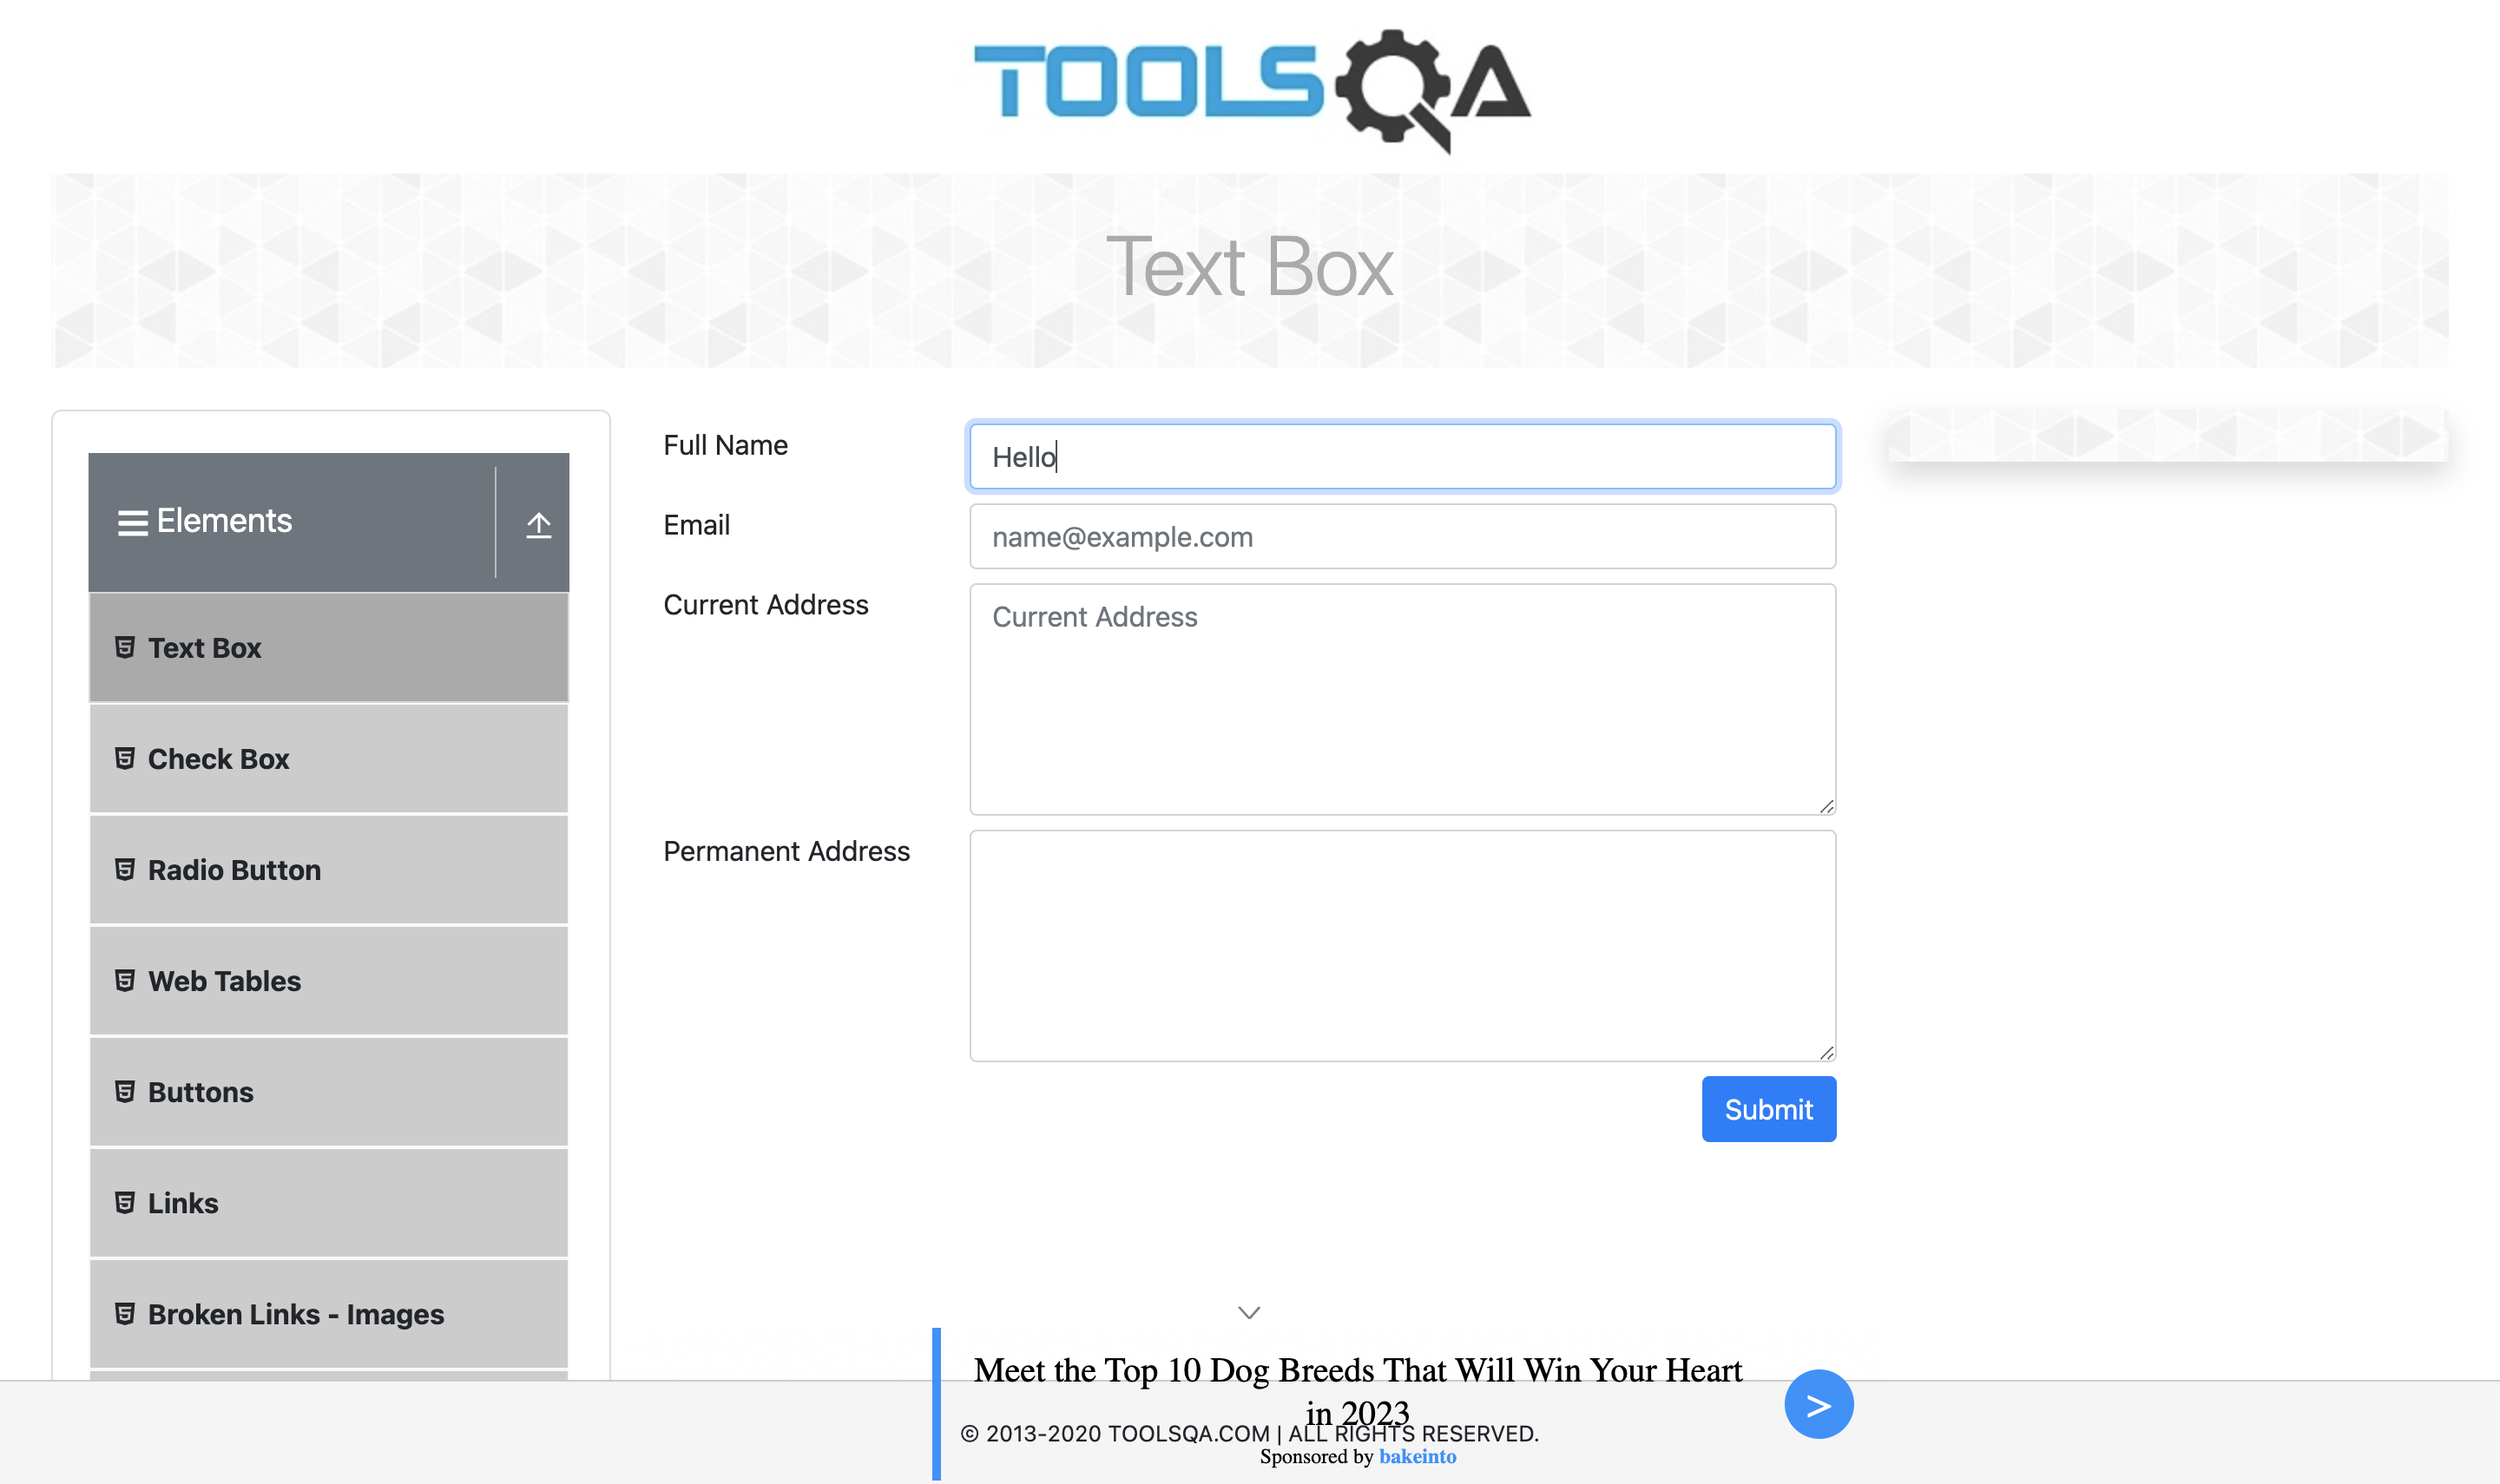 TOOLSQA
Text Box
Elements
Text Box
Check Box
Radio Button
Web Tables
Buttons
Links
Broken Links - Images
Full Name
Hello
Email
name@example.com
Current Address
Current Address
Permanent Address
Submit
Meet the Top 10 Dog Breeds That Will Win Your Heart
in 2023
>
© 2013-2020 TOOLSQA.COM | ALL RIGHTS RESERVED.
Sponsored by bakeinto